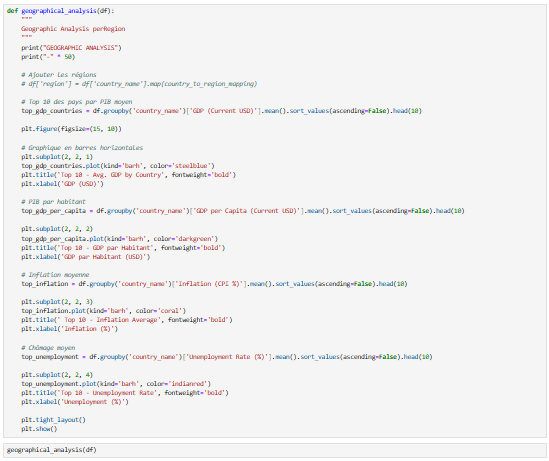 def geographical_analysis(df):
"""
Geographic Analysis perRegion
"""
print("GEOGRAPHIC ANALYSIS")
print("-" * 50)
# Ajouter les régions
# df['region'] = df['country_name'].map(country_to_region_mapping)
# Top 10 des pays par PIB moyen
top_gdp_countries = df.groupby('country_name')['GDP (Current USD)'].mean().sort_values(ascending=False).head(10)
plt.figure(figsize=(15, 10))
# Graphique en barres horizontales
plt.subplot(2, 2, 1)
top_gdp_countries.plot(kind='barh', color='steelblue')
plt.title('Top 10 - Avg. GDP by Country', fontweight='bold')
plt.xlabel('GDP (USD)')
# PIB par habitant
top_gdp_per_capita = df.groupby('country_name')['GDP per Capita (Current USD)'].mean().sort_values(ascending=False).head(10)
plt.subplot(2, 2, 2)
top_gdp_per_capita.plot(kind='barh', color='darkgreen')
plt.title('Top 10 - GDP par Habitant', fontweight='bold')
plt.xlabel('GDP par Habitant (USD)')
# Inflation moyenne
top_inflation = df.groupby('country_name')['Inflation (CPI %)'].mean().sort_values(ascending=False).head(10)
plt.subplot(2, 2, 3)
top_inflation.plot(kind='barh', color='coral')
plt.title(' Top 10 - Inflation Average', fontweight='bold')
plt.xlabel('Inflation (%)')
# Chômage moyen
top_unemployment = df.groupby('country_name')['Unemployment Rate (%)'].mean().sort_values(ascending=False).head(10)
plt.subplot(2, 2, 4)
top_unemployment.plot(kind='barh', color='indianred')
plt.title('Top 10 - Unemployment Rate', fontweight='bold')
plt.xlabel('Unemployment (%)')
plt.tight_layout()
plt.show()
geographical_analysis(df)